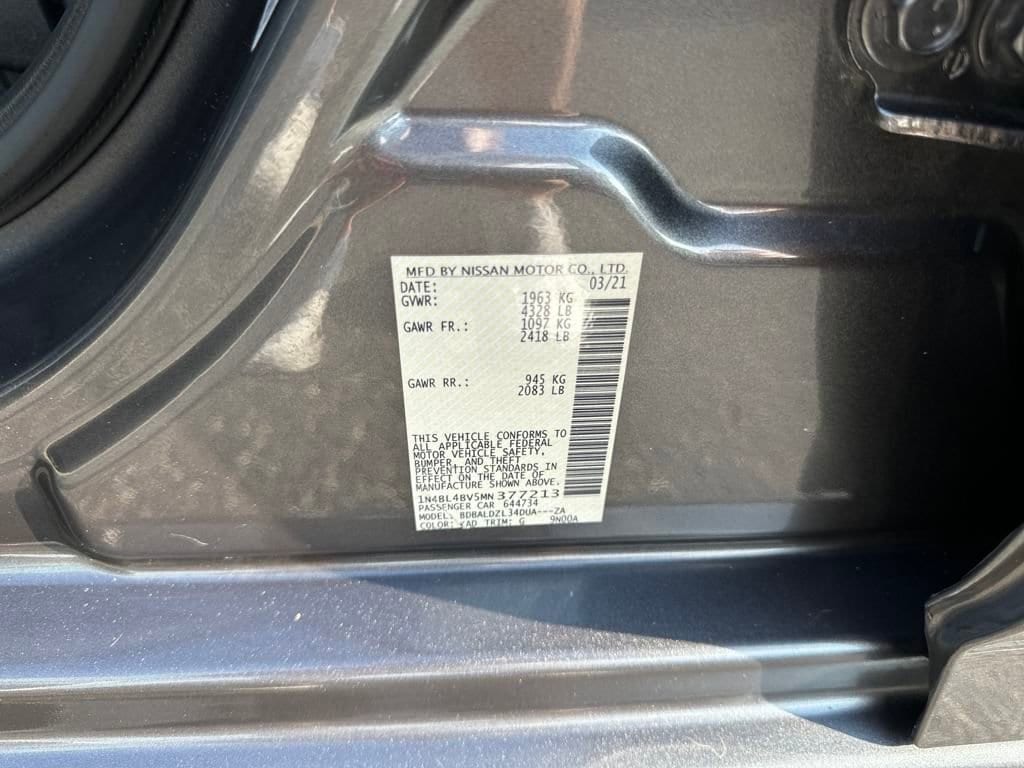 MFD BY NISSAN MOTOR CO., LTD.
DATE: 03/21
GVWR: 1963 KG
4328 LB
GAWR FR.: 1097 KG
2418 LB
GAWR RR.: 945 KG
2083 LB
THIS VEHICLE CONFORMS TO
ALL APPLICABLE FEDERAL
MOTOR VEHICLE SAFETY,
BUMPER, AND THEFT
PREVENTION STANDARDS IN
EFFECT ON THE DATE OF
MANUFACTURE SHOWN ABOVE.
1N4BL4BV5MN377213
PASSENGER CAR 644734
MODEL: BDBALDZL34DUA---ZA
COLOR: KAD TRIM: G 9N00A